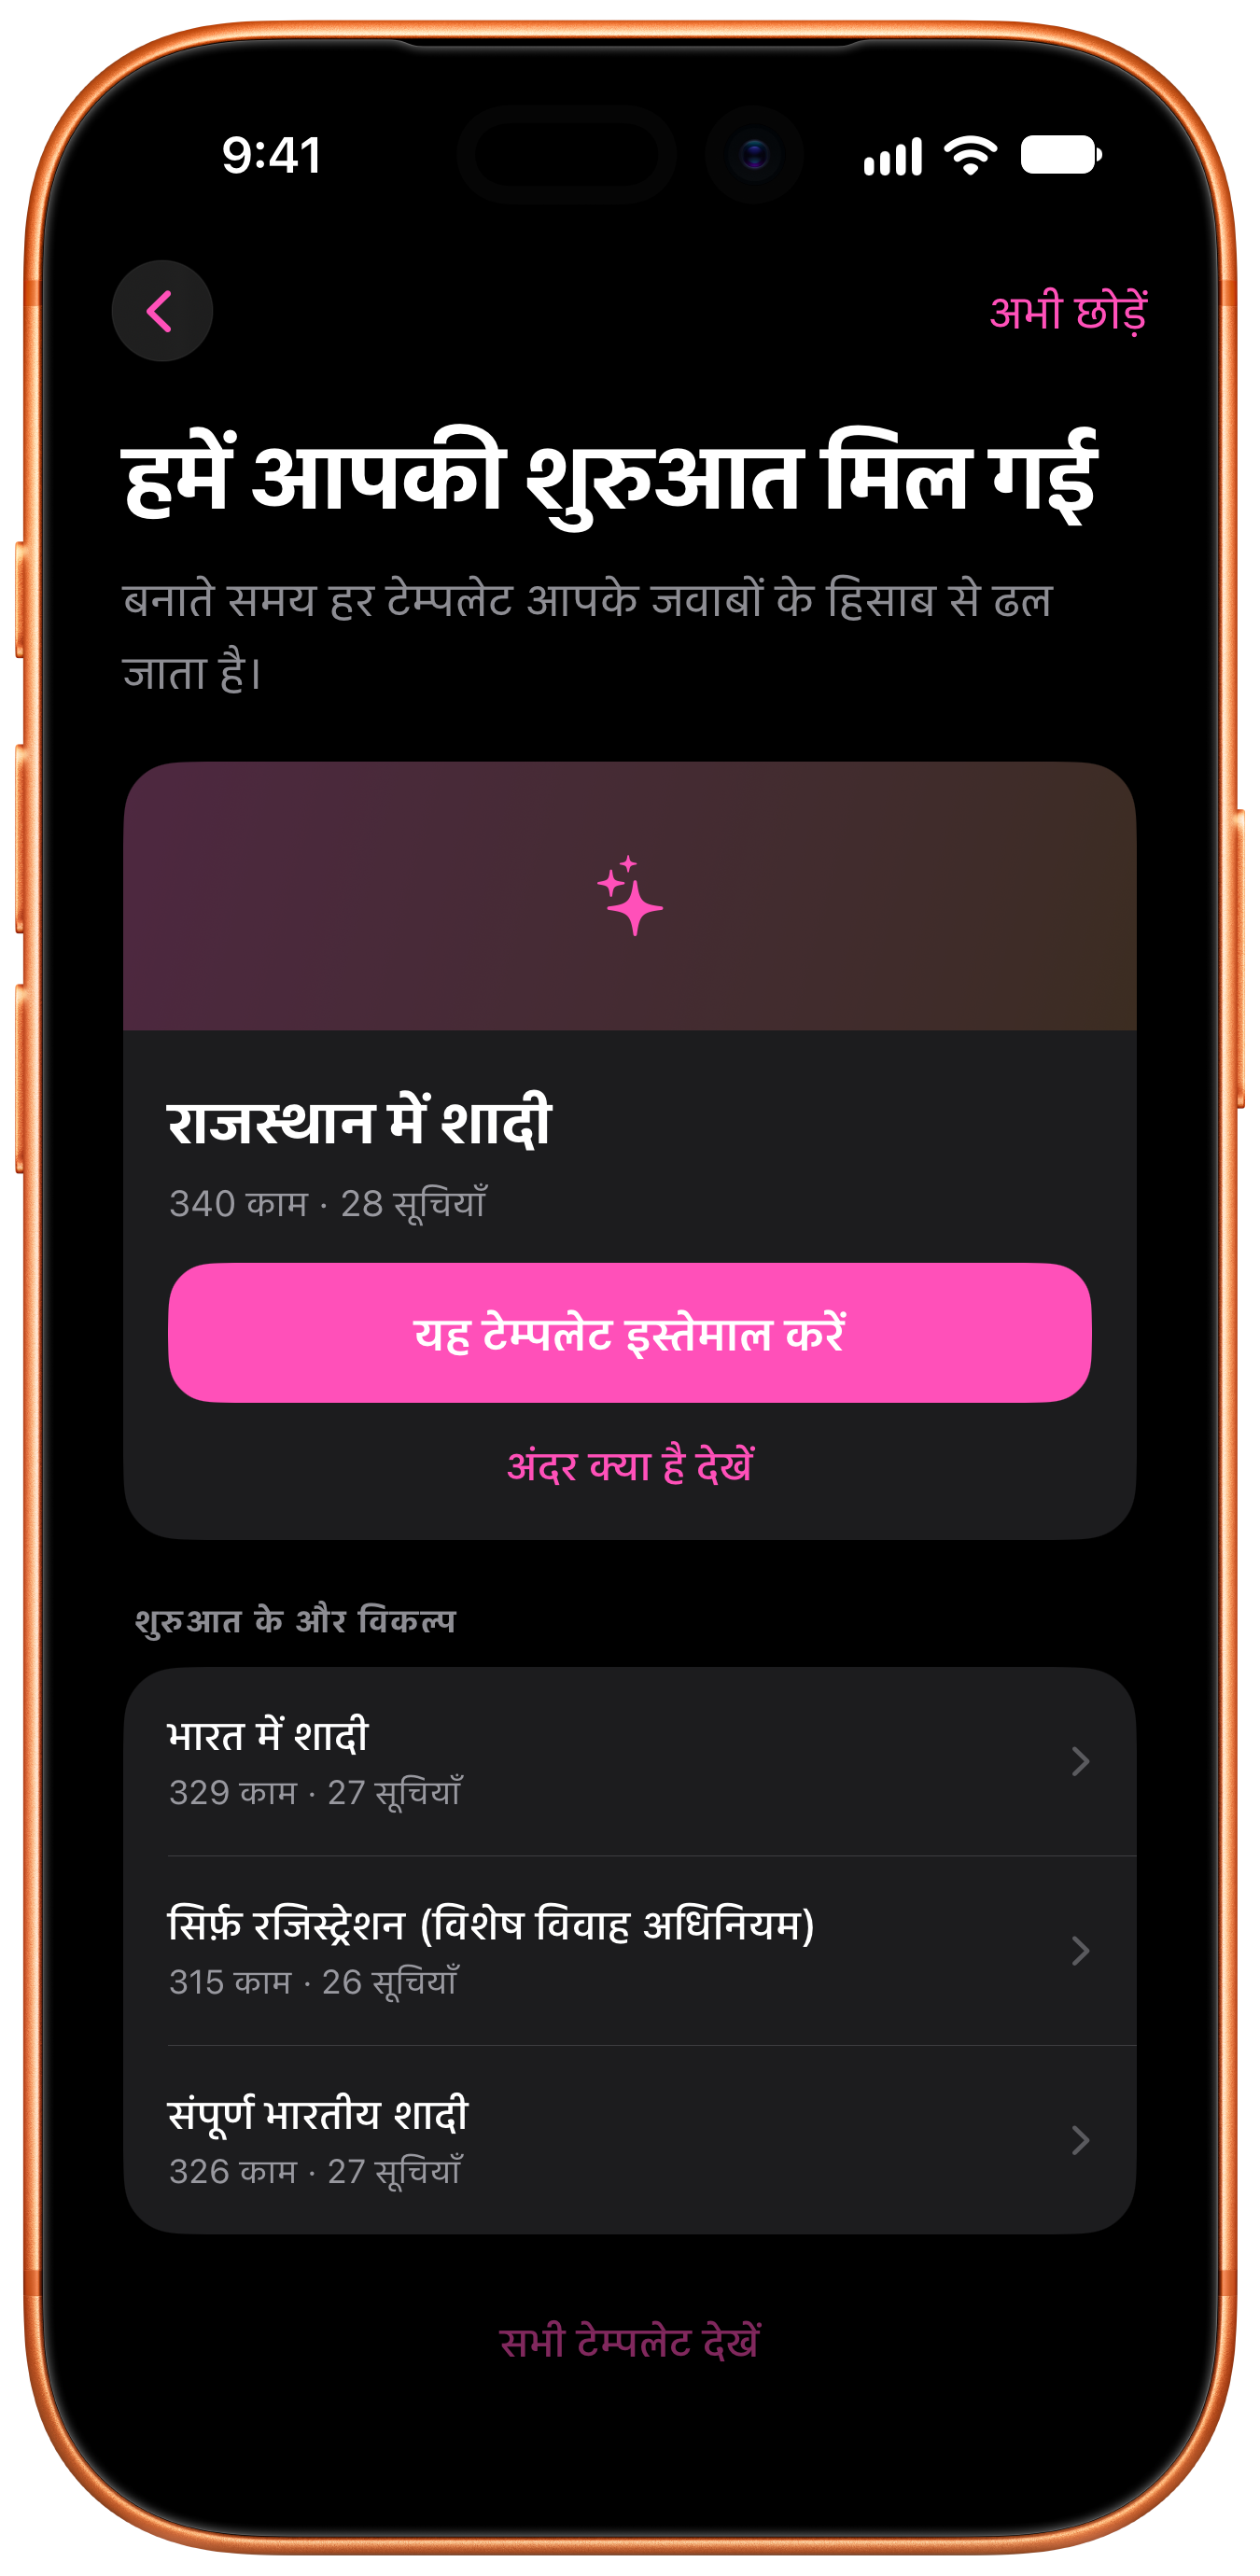 9:41
अभी छोड़ें
हमें आपकी शुरुआत मिल गई
बनाते समय हर टेम्पलेट आपके जवाबों के हिसाब से ढल
जाता है।
राजस्थान में शादी
340 काम · 28 सूचियाँ
यह टेम्पलेट इस्तेमाल करें
अंदर क्या है देखें
शुरुआत के और विकल्प
भारत में शादी
329 काम · 27 सूचियाँ
सिर्फ़ रजिस्ट्रेशन (विशेष विवाह अधिनियम)
315 काम · 26 सूचियाँ
संपूर्ण भारतीय शादी
326 काम · 27 सूचियाँ
सभी टेम्पलेट देखें